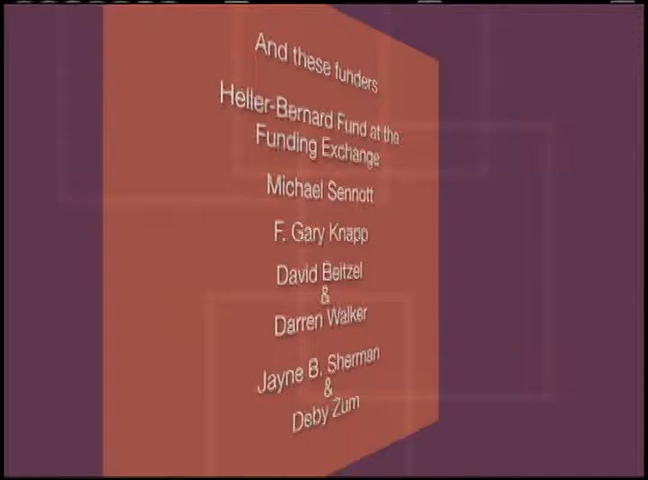 And these funders
Heller-Bernard Fund at the
Funding Exchange
Michael Sennott
F. Gary Knapp
David Beitzel
&
Darren Walker
Jayne B. Sherman
&
Deby Zum